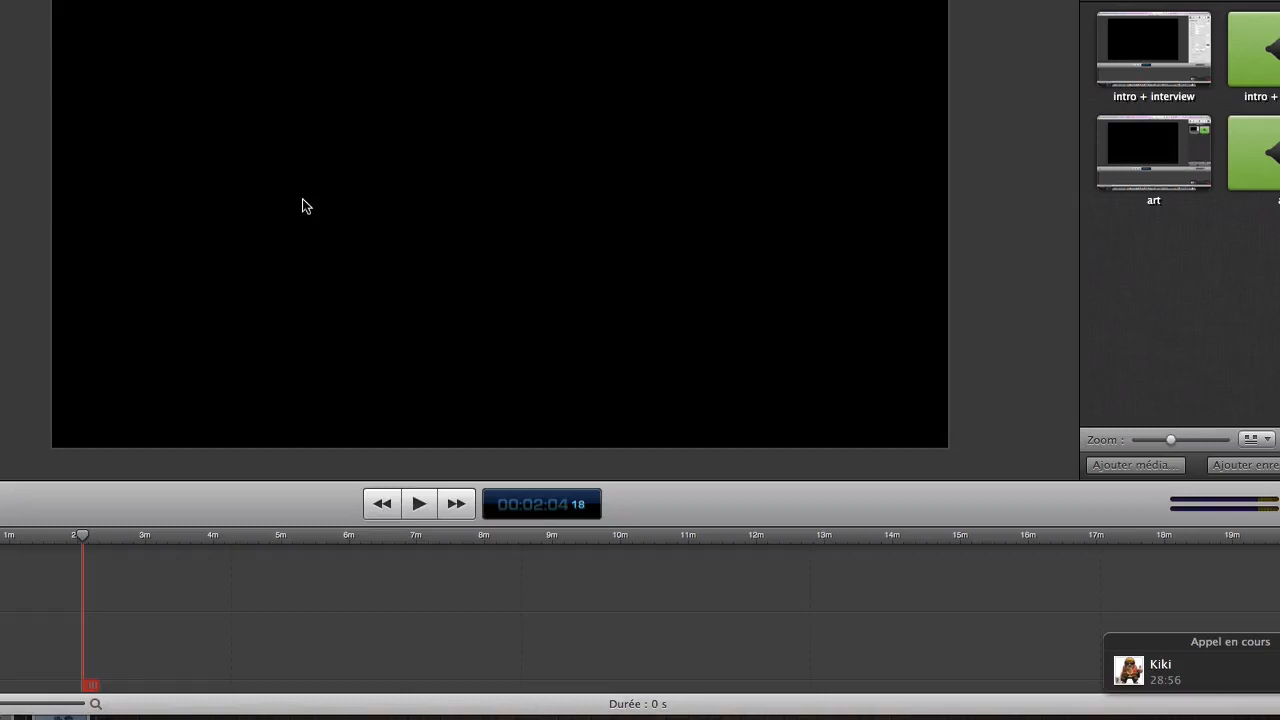 intro + interview
intro +
art
Zoom :
Ajouter média...
Ajouter enre
00:02:04 18
1m
2
3m
4m
5m
6m
7m
8m
9m
10m
11m
12m
13m
14m
15m
16m
17m
18m
19m
Appel en cours
Kiki
28:56
Durée : 0 s